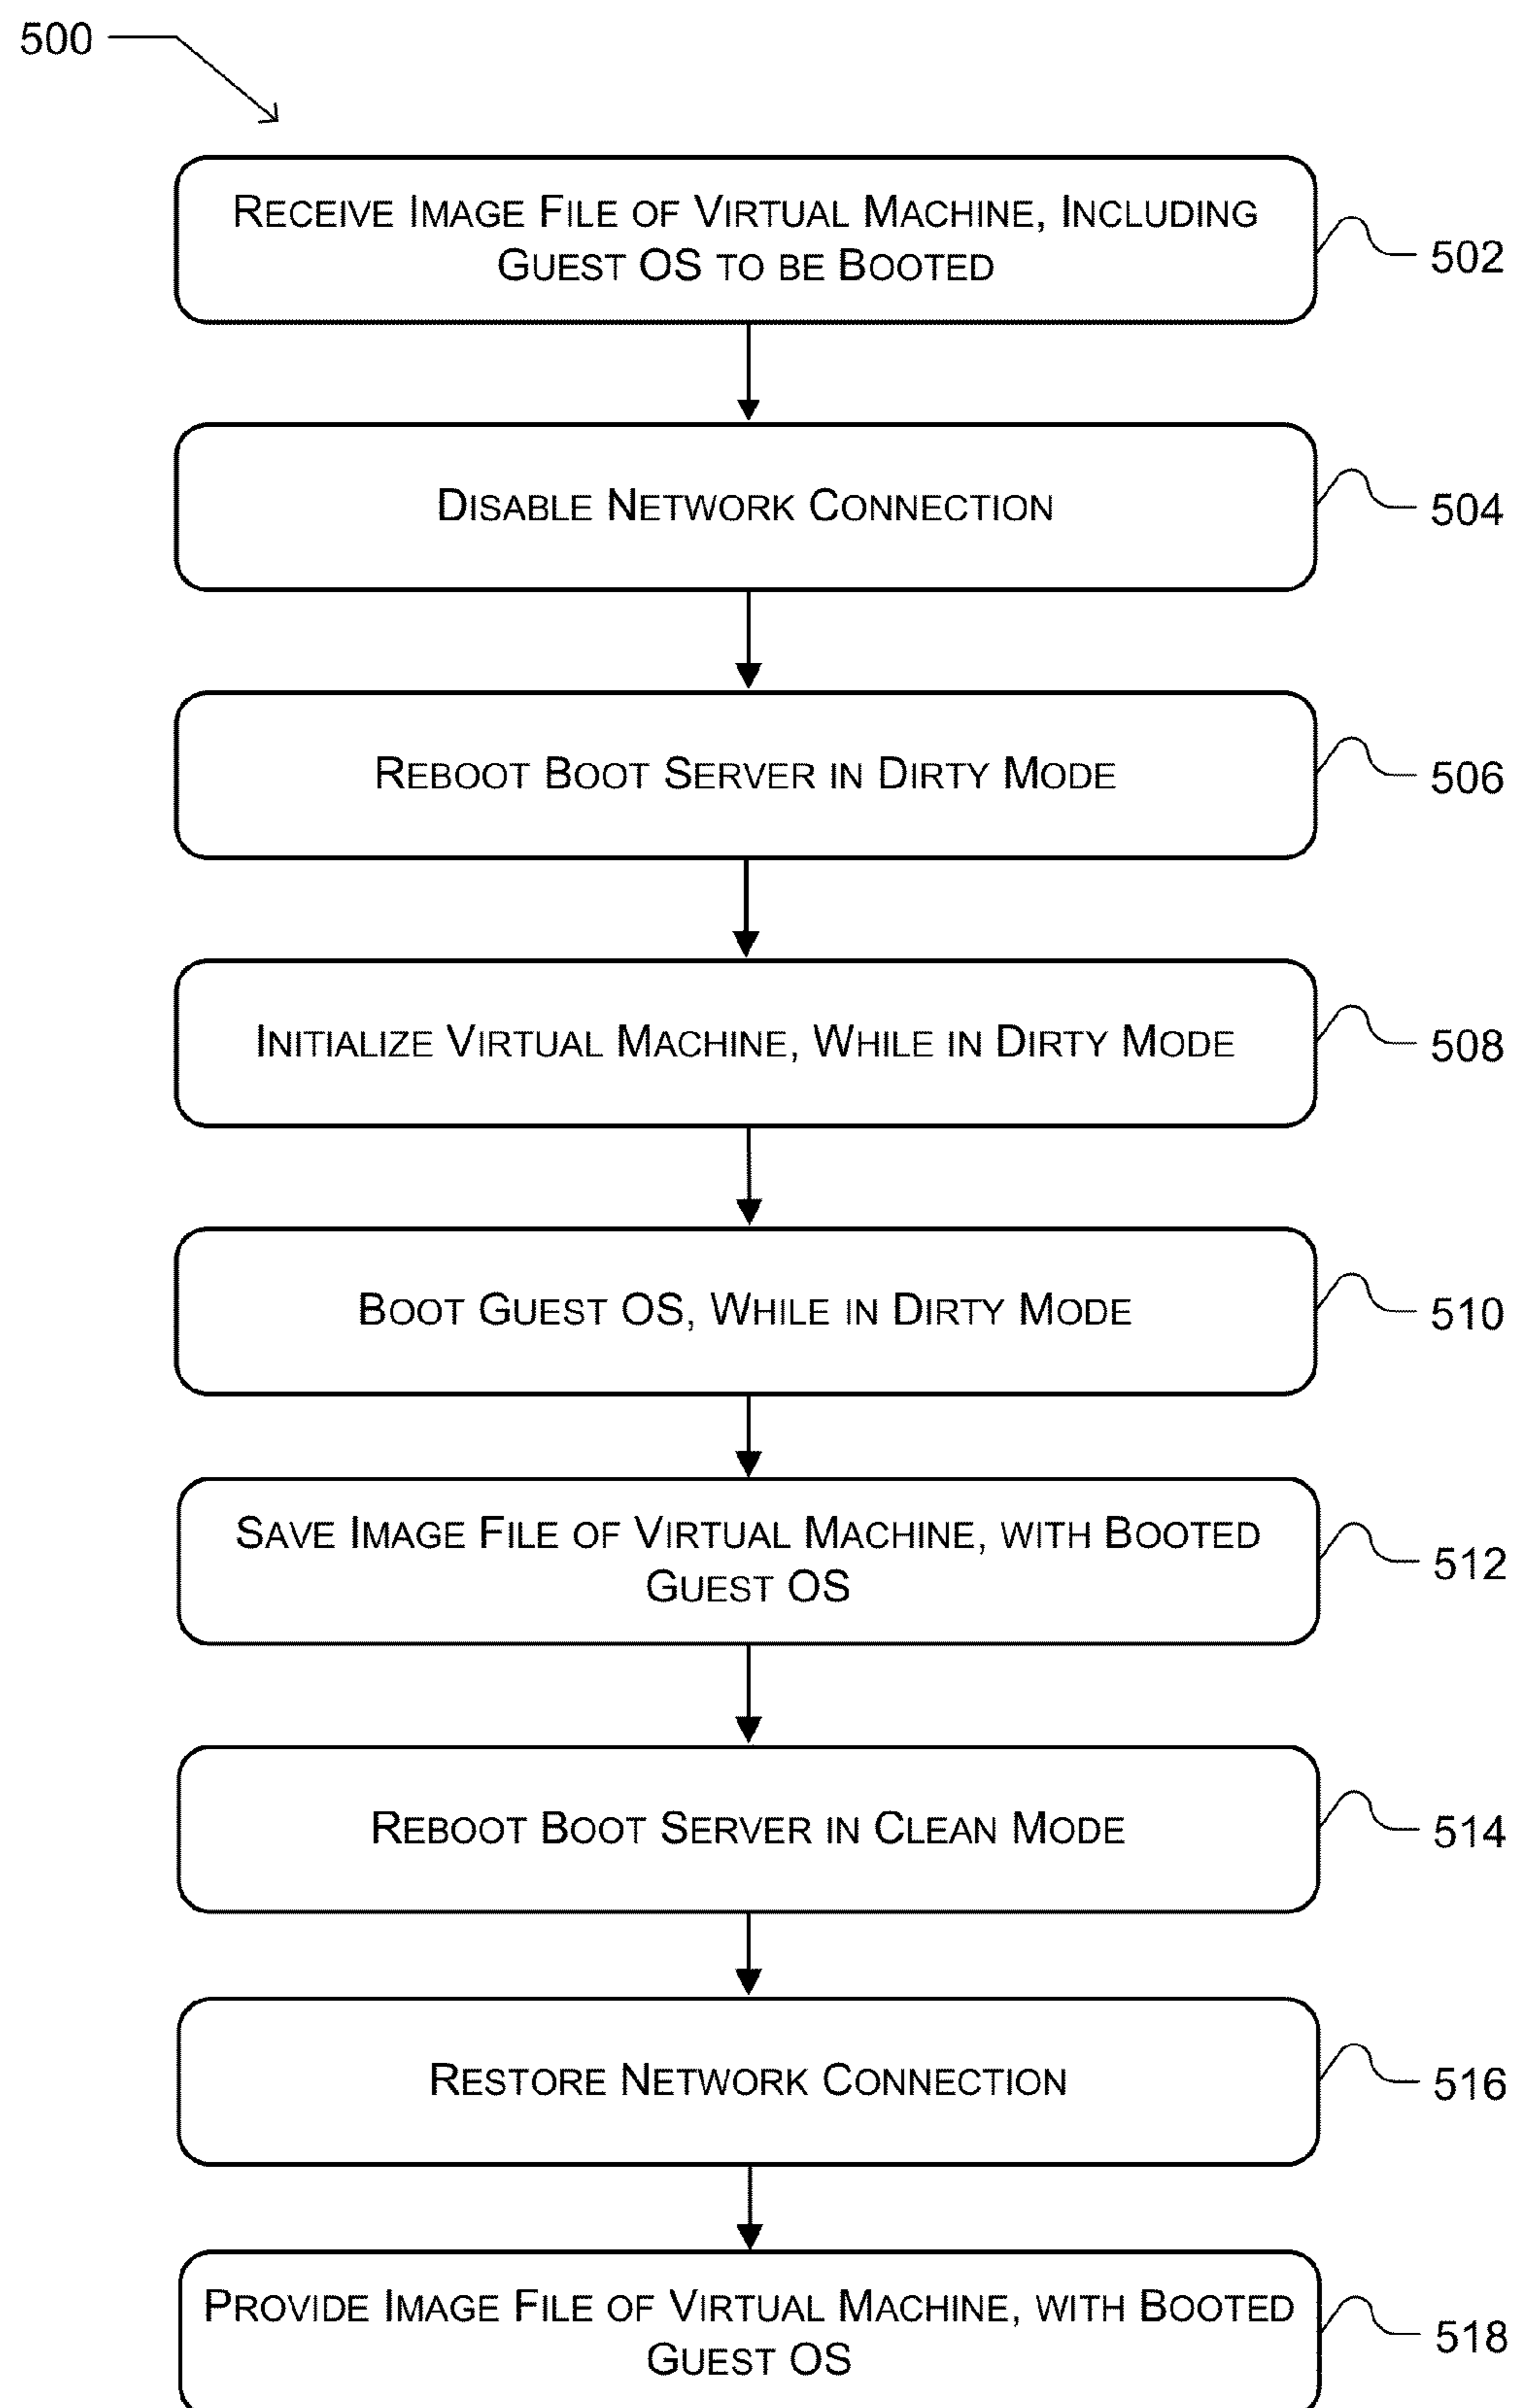 500
RECEIVE IMAGE FILE OF VIRTUAL MACHINE, INCLUDING
GUEST OS TO BE BOOTED
502
DISABLE NETWORK CONNECTION
504
REBOOT BOOT SERVER IN DIRTY MODE
506
INITIALIZE VIRTUAL MACHINE, WHILE IN DIRTY MODE
508
BOOT GUEST OS, WHILE IN DIRTY MODE
510
SAVE IMAGE FILE OF VIRTUAL MACHINE, WITH BOOTED
GUEST OS
512
REBOOT BOOT SERVER IN CLEAN MODE
514
RESTORE NETWORK CONNECTION
516
PROVIDE IMAGE FILE OF VIRTUAL MACHINE, WITH BOOTED
GUEST OS
518